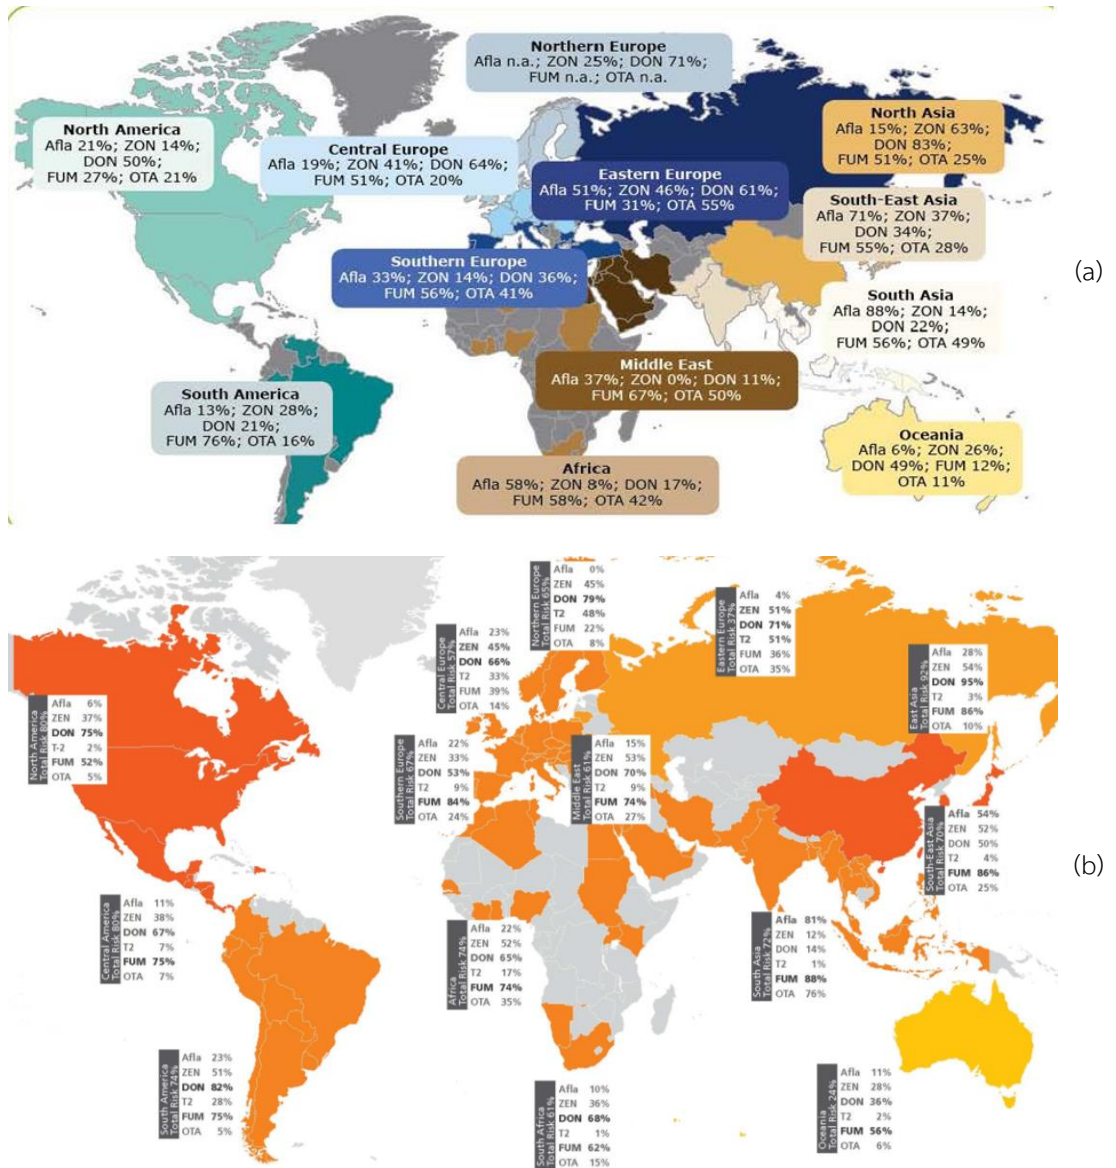 Northern Europe
Afla n.a.; ZON 25%; DON 71%;
FUM n.a.; OTA n.a.
North America
Afla 21%; ZON 14%;
DON 50%;
FUM 27%; OTA 21%
Central Europe
Afla 19%; ZON 41%; DON 64%;
FUM 51%; OTA 20%
North Asia
Afla 15%; ZON 63%;
DON 83%;
FUM 51%; OTA 25%
Eastern Europe
Afla 51%; ZON 46%; DON 61%;
FUM 31%; OTA 55%
South-East Asia
Afla 71%; ZON 37%;
DON 34%;
FUM 55%; OTA 28%
Southern Europe
Afla 33%; ZON 14%; DON 36%;
FUM 56%; OTA 41%
(a)
South Asia
Afla 88%; ZON 14%;
DON 22%;
FUM 56%; OTA 49%
Middle East
Afla 37%; ZON 0%; DON 11%;
FUM 67%; OTA 50%
South America
Afla 13%; ZON 28%;
DON 21%;
FUM 76%; OTA 16%
Oceania
Afla 6%; ZON 26%;
DON 49%; FUM 12%;
OTA 11%
Africa
Afla 58%; ZON 8%; DON 17%;
FUM 58%; OTA 42%
Northern Europe
Total Risk 65%
Afla 0%
ZEN 45%
DON 79%
T2 48%
FUM 22%
OTA 8%
Eastern Europe
Total Risk 37%
Afla 4%
ZEN 51%
DON 71%
T2 51%
FUM 36%
OTA 35%
Central Europe
Total Risk 57%
Afla 23%
ZEN 45%
DON 66%
T2 33%
FUM 39%
OTA 14%
East Asia
Total Risk 92%
Afla 28%
ZEN 54%
DON 95%
T2 3%
FUM 86%
OTA 10%
North America
Total Risk 80%
Afla 6%
ZEN 37%
DON 75%
T-2 2%
FUM 52%
OTA 5%
Southern Europe
Total Risk 67%
Afla 22%
ZEN 33%
DON 53%
T2 9%
FUM 84%
OTA 24%
Middle East
Total Risk 61%
Afla 15%
ZEN 53%
DON 70%
T2 9%
FUM 74%
OTA 27%
South-East Asia
Total Risk 70%
Afla 54%
ZEN 52%
DON 50%
T2 4%
FUM 86%
OTA 25%
(b)
Central America
Total Risk 80%
Afla 11%
ZEN 38%
DON 67%
T2 7%
FUM 75%
OTA 7%
Africa
Total Risk 74%
Afla 22%
ZEN 52%
DON 65%
T2 17%
FUM 74%
OTA 35%
South Asia
Total Risk 72%
Afla 81%
ZEN 12%
DON 14%
T2 1%
FUM 88%
OTA 76%
South America
Total Risk 74%
Afla 23%
ZEN 51%
DON 82%
T2 28%
FUM 75%
OTA 5%
South Africa
Total Risk 61%
Afla 10%
ZEN 36%
DON 68%
T2 1%
FUM 62%
OTA 15%
Oceania
Total Risk 24%
Afla 11%
ZEN 28%
DON 36%
T2 2%
FUM 56%
OTA 6%